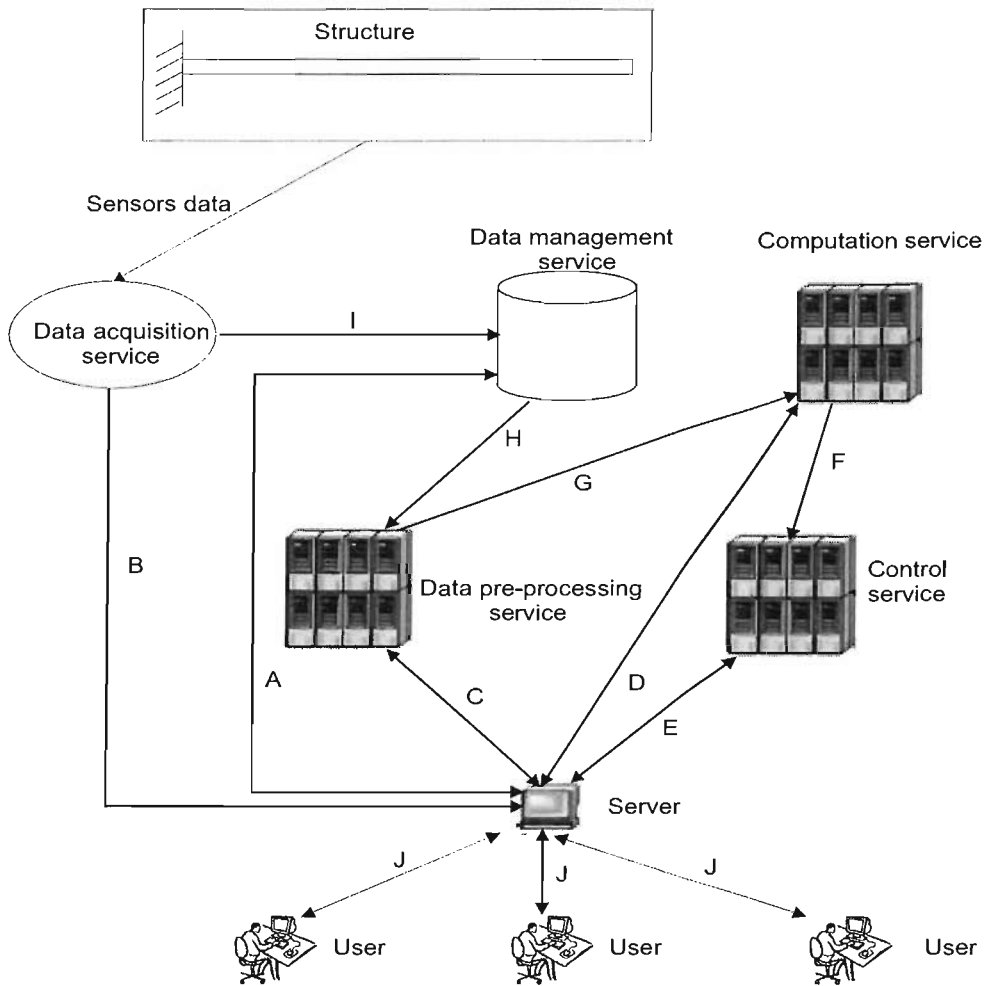 Structure
Sensors data
Data management
service
Computation service
Data acquisition
service
I
H
G
F
B
Data pre-processing
service
Control
service
A
C
D
E
Server
J
J
J
User
User
User